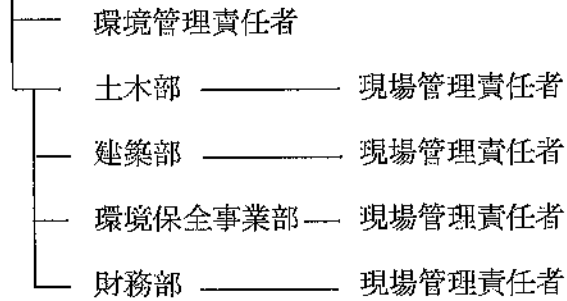 環境管理責任者
土木部 現場管理責任者
建築部 現場管理責任者
環境保全事業部 現場管理責任者
財務部 現場管理責任者